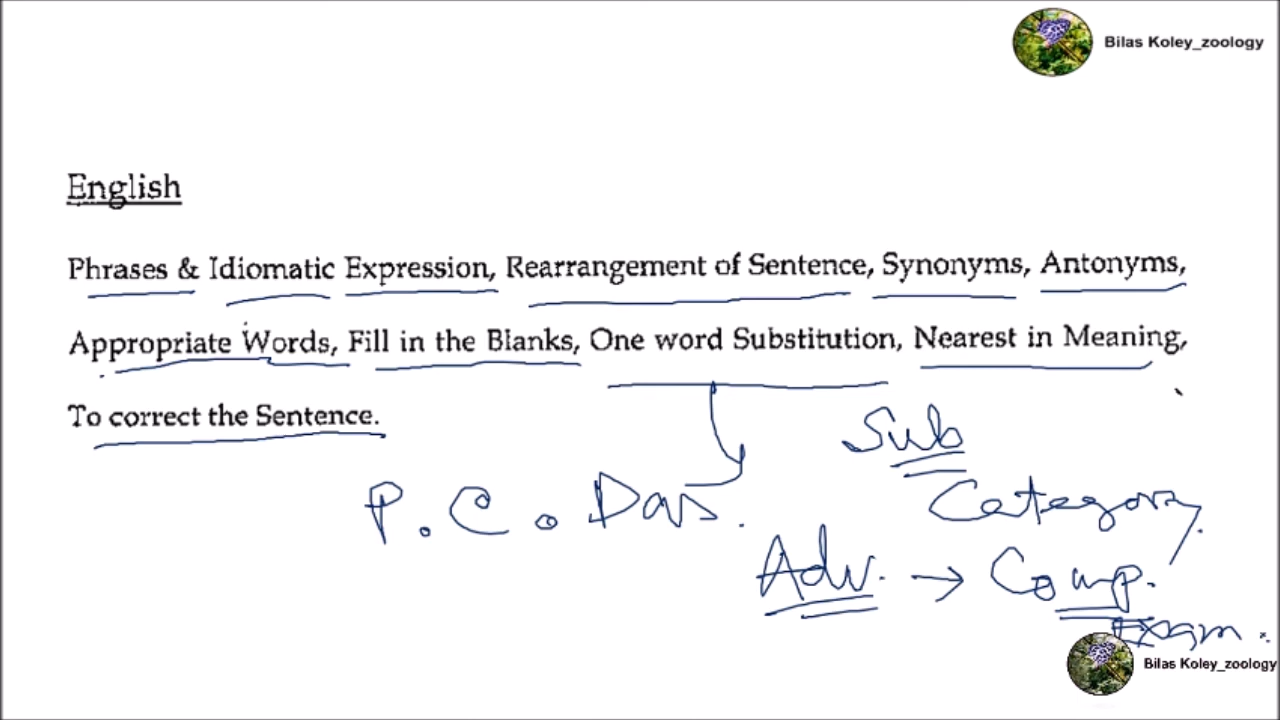 Bilas Koley_zoology
English
Phrases & Idiomatic Expression, Rearrangement of Sentence, Synonyms, Antonyms,
Appropriate Words, Fill in the Blanks, One word Substitution, Nearest in Meaning,
To correct the Sentence.
Sub
P. C. Das.
Category
Adv. → Comp.
Exam.
Bilas Koley_zoology